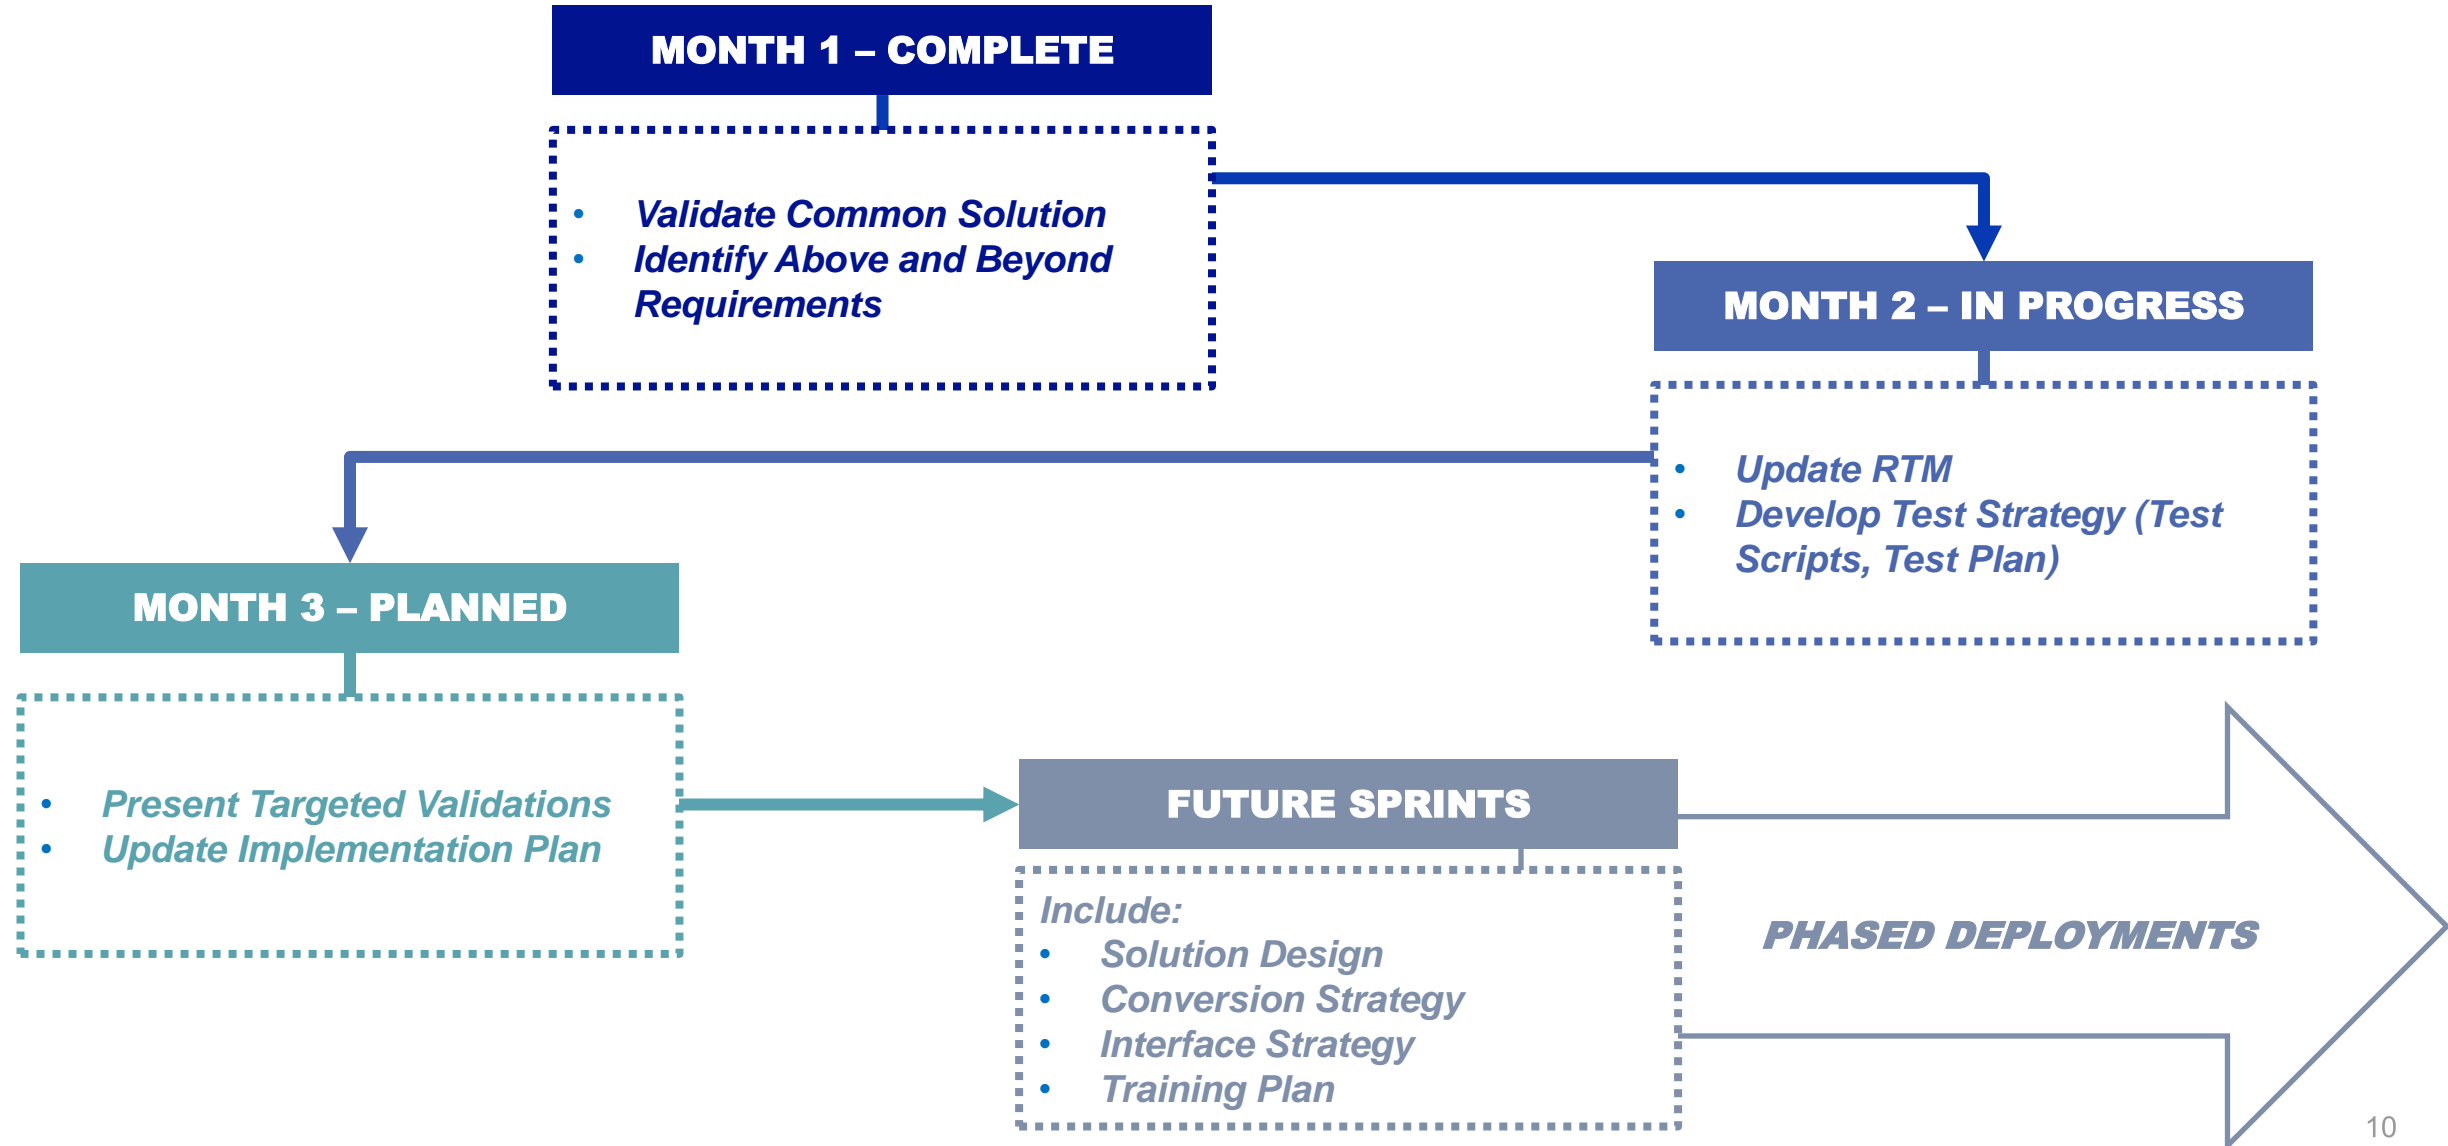 MONTH 1 – COMPLETE
• Validate Common Solution
• Identify Above and Beyond
Requirements
MONTH 2 – IN PROGRESS
• Update RTM
• Develop Test Strategy (Test
Scripts, Test Plan)
MONTH 3 – PLANNED
• Present Targeted Validations
• Update Implementation Plan
FUTURE SPRINTS
Include:
• Solution Design
• Conversion Strategy
• Interface Strategy
• Training Plan
PHASED DEPLOYMENTS
10